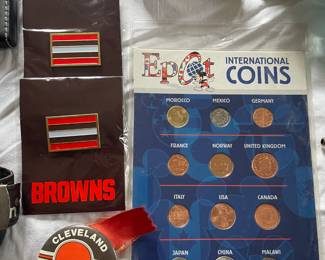 Epcot
INTERNATIONAL
COINS
MOROCCO MEXICO GERMANY
FRANCE NORWAY UNITED KINGDOM
ITALY USA CANADA
JAPAN CHINA MALAWI
BROWNS
CLEVELAND